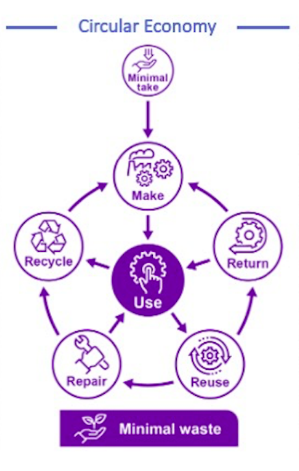 Circular Economy
Minimal
take
Make
Recycle
Return
Use
Repair
Reuse
Minimal waste